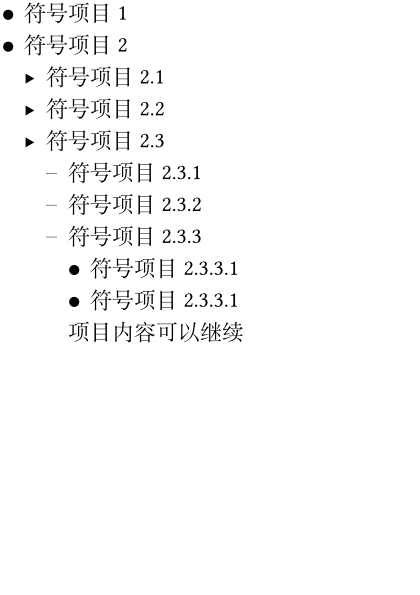 ● 符号项目 1
● 符号项目 2
▶ 符号项目 2.1
▶ 符号项目 2.2
▶ 符号项目 2.3
– 符号项目 2.3.1
– 符号项目 2.3.2
– 符号项目 2.3.3
● 符号项目 2.3.3.1
● 符号项目 2.3.3.1
项目内容可以继续